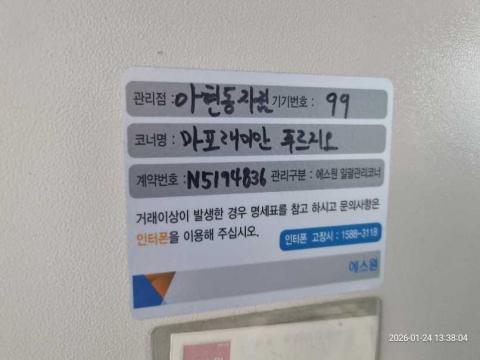 관리점 : 아현동지점 기기번호 : 99
코너명 : 마포래미안 푸르지오
계약번호 : N5194836 관리구분 : 에스원 일괄관리코너
거래이상이 발생한 경우 명세표를 참고 하시고 문의사항은
인터폰을 이용해 주십시오.
인터폰 고장시 : 1588-3118
에스원
2026-01-24 13:38:04